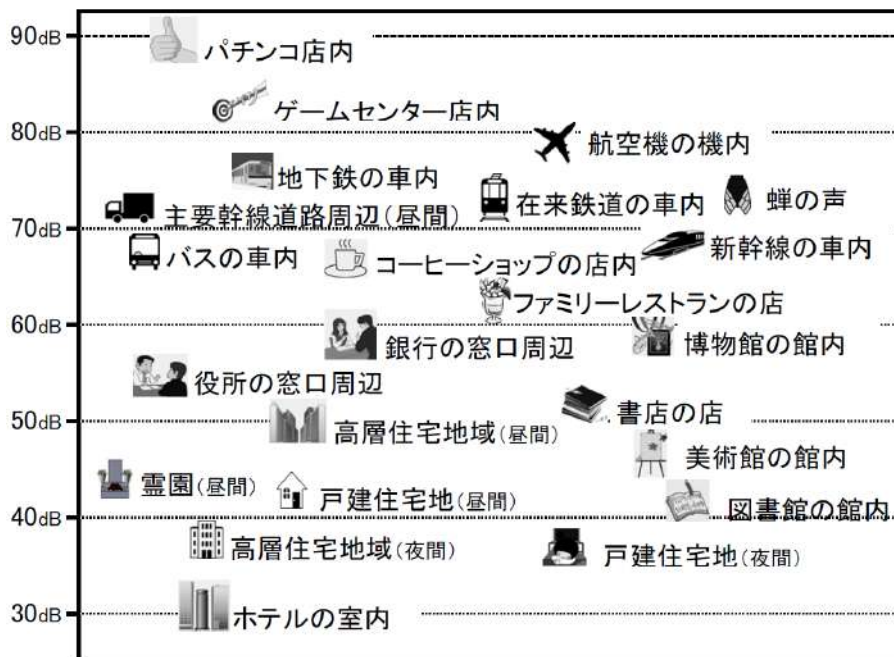 90dB
パチンコ店内
ゲームセンター店内
80dB
航空機の機内
地下鉄の車内
主要幹線道路周辺(昼間)
在来鉄道の車内
蝉の声
70dB
バスの車内
コーヒーショップの店内
新幹線の車内
ファミリーレストランの店
60dB
銀行の窓口周辺
博物館の館内
役所の窓口周辺
50dB
書店の店
高層住宅地域(昼間)
美術館の館内
霊園(昼間)
戸建住宅地(昼間)
図書館の館内
40dB
高層住宅地域(夜間)
戸建住宅地(夜間)
30dB
ホテルの室内